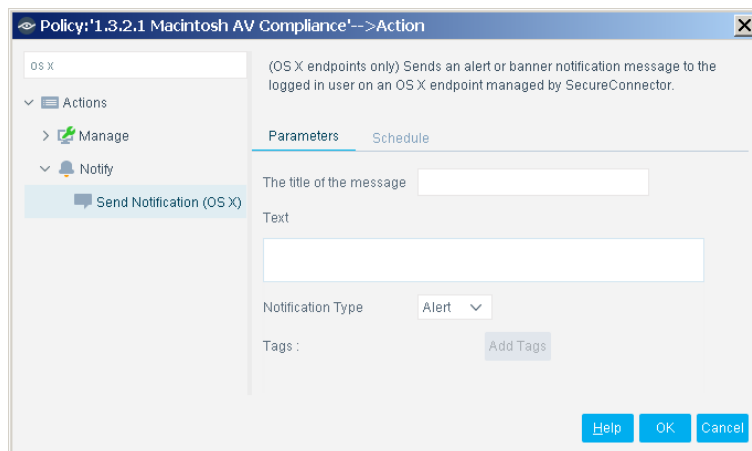 Policy:'1.3.2.1 Macintosh AV Compliance'-->Action
os x
Actions
Manage
Notify
Send Notification (OS X)
(OS X endpoints only) Sends an alert or banner notification message to the
logged in user on an OS X endpoint managed by SecureConnector.
Parameters Schedule
The title of the message
Text
Notification Type Alert
Tags : Add Tags
Help OK Cancel